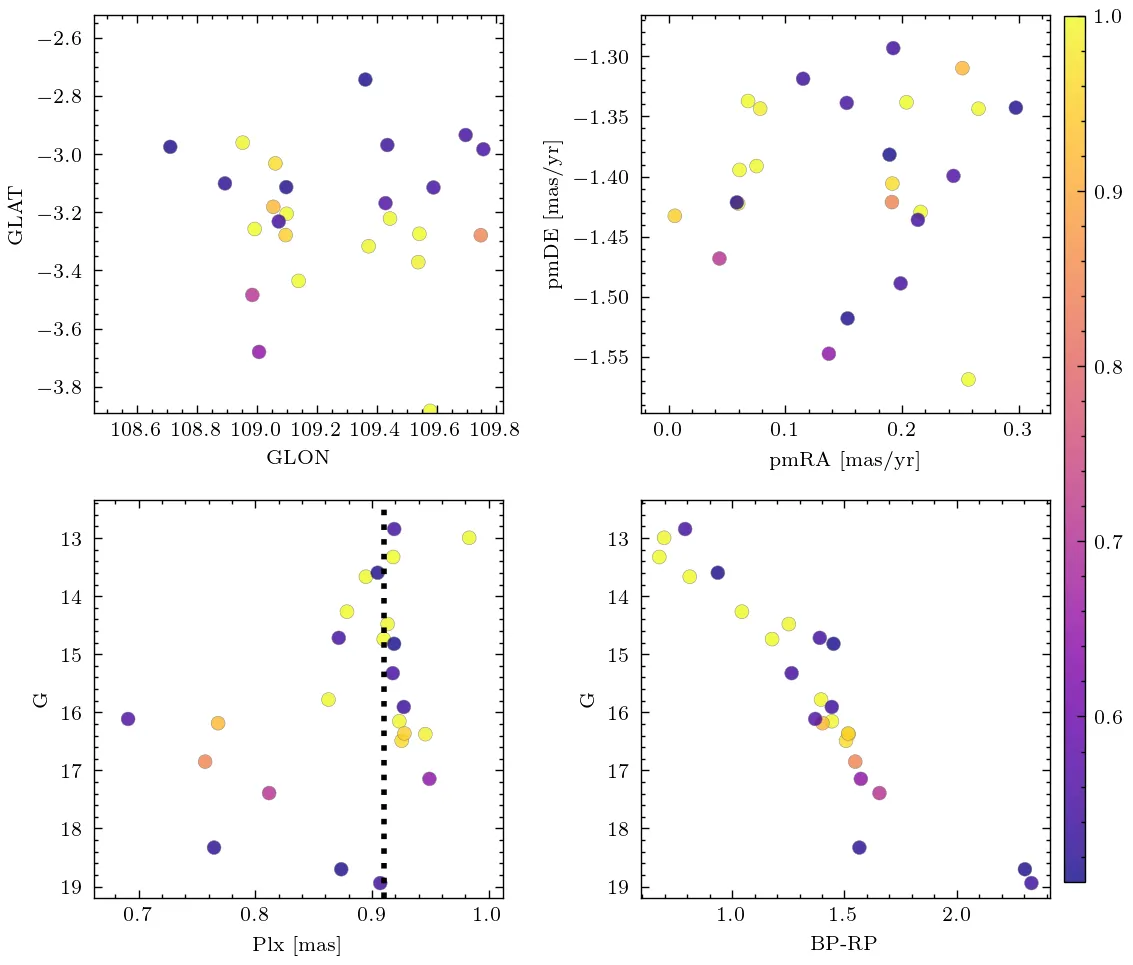 −2.6
−2.8
−3.0
−3.2
−3.4
−3.6
−3.8
GLAT
108.6 108.8 109.0 109.2 109.4 109.6 109.8
GLON
−1.30
−1.35
−1.40
−1.45
−1.50
−1.55
pmDE [mas/yr]
0.0 0.1 0.2 0.3
pmRA [mas/yr]
1.0
0.9
0.8
0.7
0.6
13
14
15
16
17
18
19
G
0.7 0.8 0.9 1.0
Plx [mas]
13
14
15
16
17
18
19
G
1.0 1.5 2.0
BP-RP